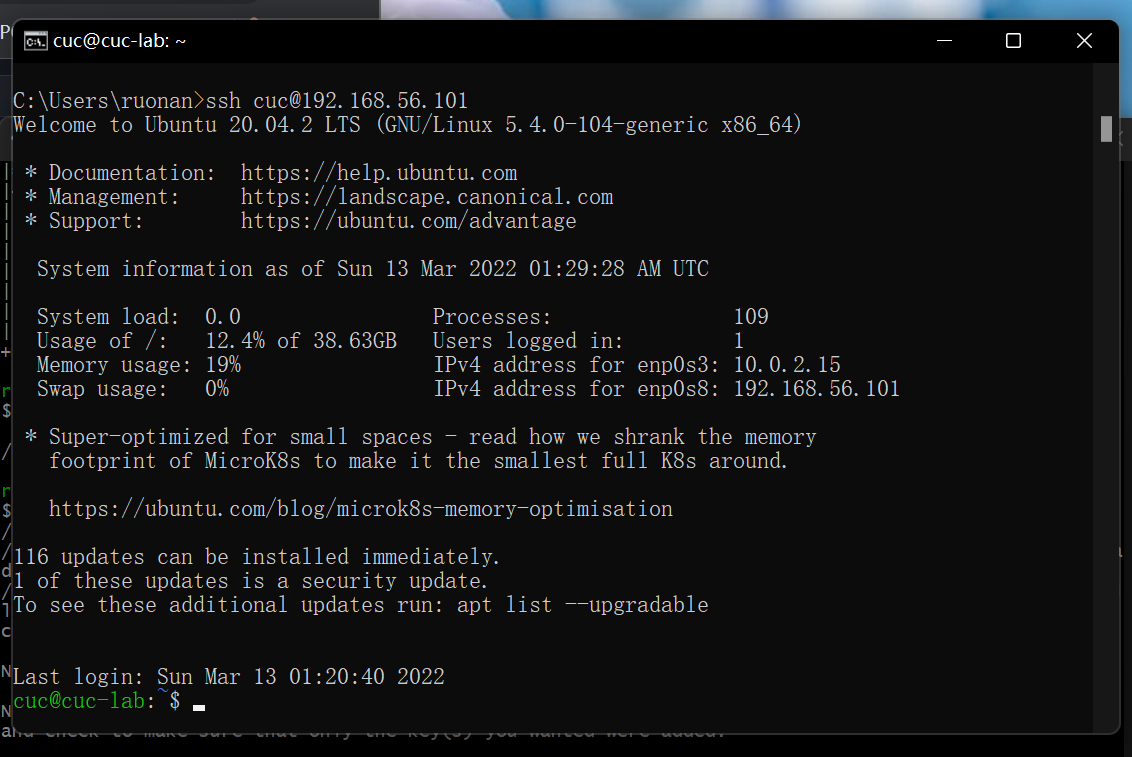 cuc@cuc-lab: ~
C:\Users\ruonan>ssh cuc@192.168.56.101
Welcome to Ubuntu 20.04.2 LTS (GNU/Linux 5.4.0-104-generic x86_64)
* Documentation:  https://help.ubuntu.com
* Management:     https://landscape.canonical.com
* Support:        https://ubuntu.com/advantage
System information as of Sun 13 Mar 2022 01:29:28 AM UTC
System load:  0.0                Processes:               109
Usage of /:   12.4% of 38.63GB   Users logged in:         1
Memory usage: 19%                IPv4 address for enp0s3: 10.0.2.15
Swap usage:   0%                 IPv4 address for enp0s8: 192.168.56.101
* Super-optimized for small spaces - read how we shrank the memory
footprint of MicroK8s to make it the smallest full K8s around.
https://ubuntu.com/blog/microk8s-memory-optimisation
116 updates can be installed immediately.
1 of these updates is a security update.
To see these additional updates run: apt list --upgradable
Last login: Sun Mar 13 01:20:40 2022
cuc@cuc-lab:~$
and check to make sure that only the key(s) you wanted were added.